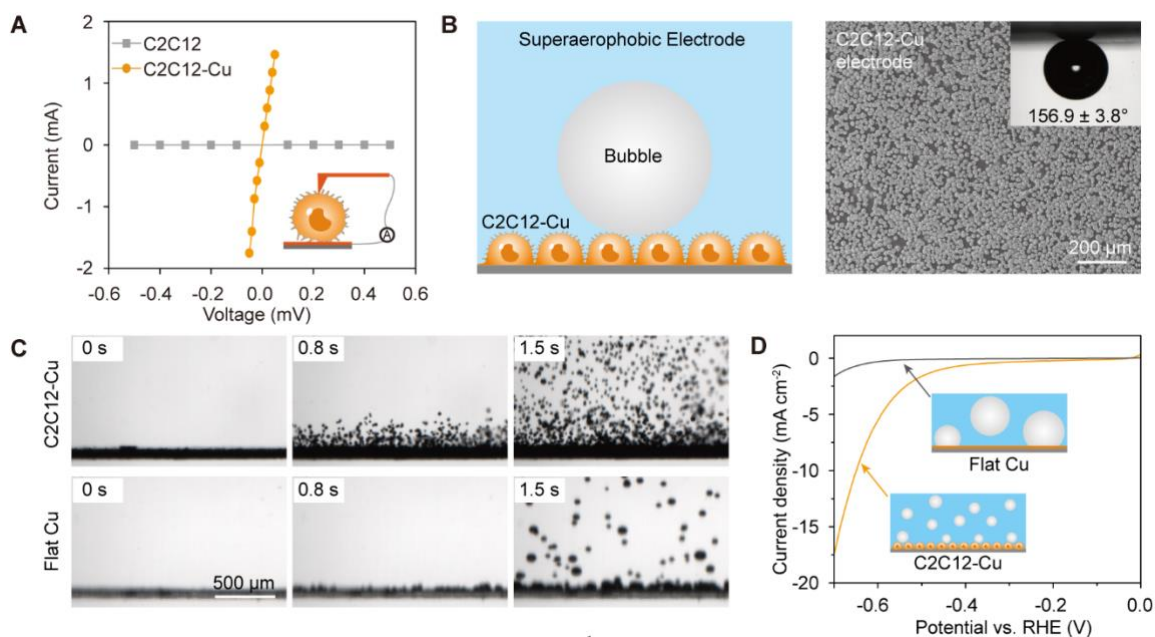 A
C2C12
C2C12-Cu
Current (mA)
2
1
0
-1
-2
-0.6
-0.4
-0.2
0.0
0.2
0.4
0.6
Voltage (mV)
A
B
Superaerophobic Electrode
Bubble
C2C12-Cu
C2C12-Cu
electrode
156.9 ± 3.8°
200 μm
C
C2C12-Cu
0 s
0.8 s
1.5 s
Flat Cu
0 s
0.8 s
1.5 s
500 μm
D
Current density (mA cm⁻²)
0
-5
-10
-15
-20
Flat Cu
C2C12-Cu
-0.6
-0.4
-0.2
0.0
Potential vs. RHE (V)